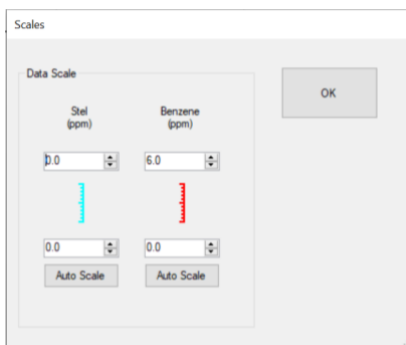 Scales
Data Scale
Stel
(ppm)
Benzene
(ppm)
0.0
6.0
0.0
0.0
Auto Scale
Auto Scale
OK